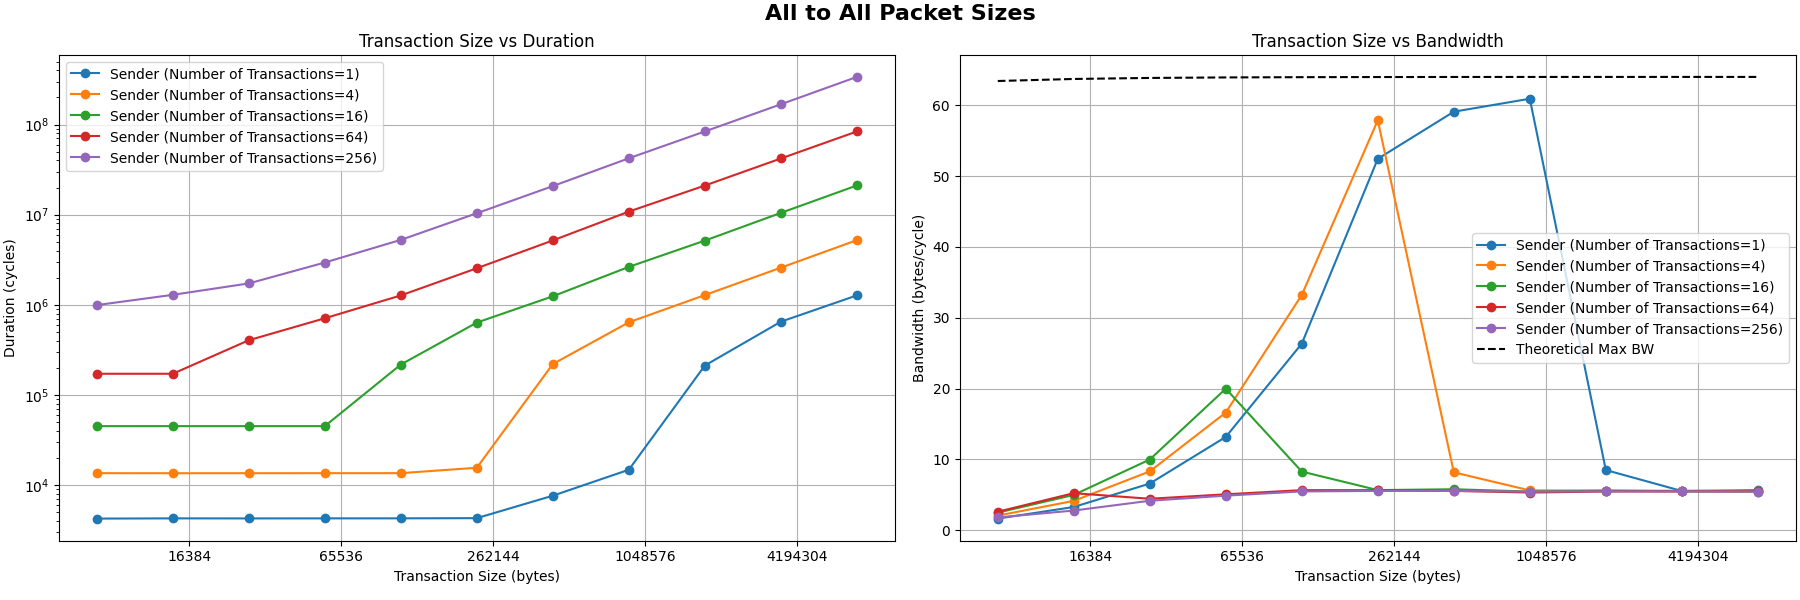 All to All Packet Sizes
Transaction Size vs Duration
Duration (cycles)
10^8
10^7
10^6
10^5
10^4
Sender (Number of Transactions=1)
Sender (Number of Transactions=4)
Sender (Number of Transactions=16)
Sender (Number of Transactions=64)
Sender (Number of Transactions=256)
16384 65536 262144 1048576 4194304
Transaction Size (bytes)
Transaction Size vs Bandwidth
Bandwidth (bytes/cycle)
60
50
40
30
20
10
0
Sender (Number of Transactions=1)
Sender (Number of Transactions=4)
Sender (Number of Transactions=16)
Sender (Number of Transactions=64)
Sender (Number of Transactions=256)
Theoretical Max BW
16384 65536 262144 1048576 4194304
Transaction Size (bytes)